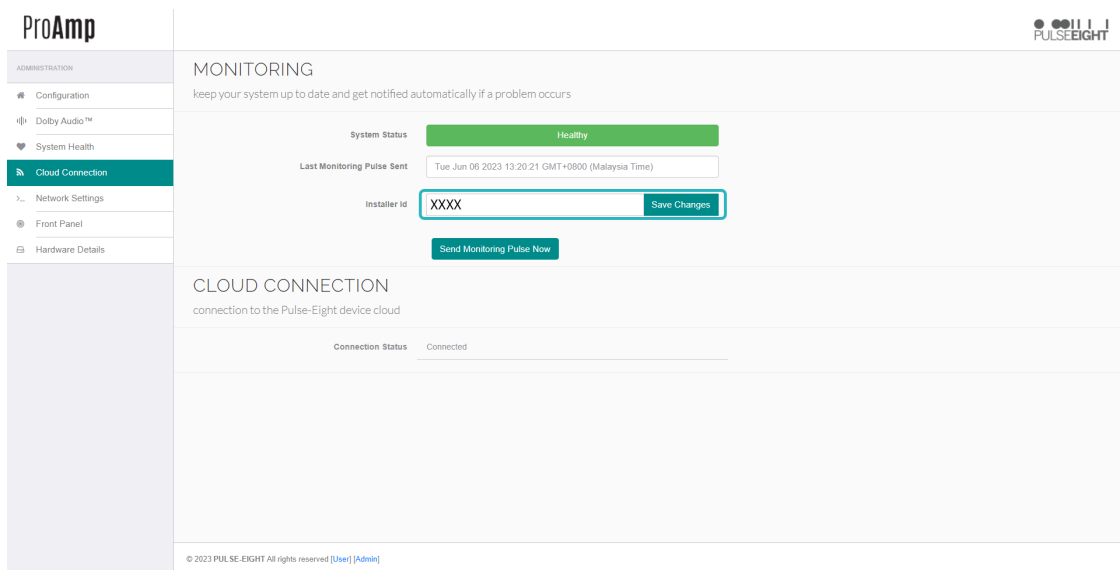 ProAmp
PULSEEIGHT
ADMINISTRATION
Configuration
Dolby Audio™
System Health
Cloud Connection
Network Settings
Front Panel
Hardware Details
MONITORING
keep your system up to date and get notified automatically if a problem occurs
System Status Healthy
Last Monitoring Pulse Sent Tue Jun 06 2023 13:20:21 GMT+0800 (Malaysia Time)
Installer Id XXXX Save Changes
Send Monitoring Pulse Now
CLOUD CONNECTION
connection to the Pulse-Eight device cloud
Connection Status Connected
© 2023 PULSE-EIGHT All rights reserved [User] [Admin]